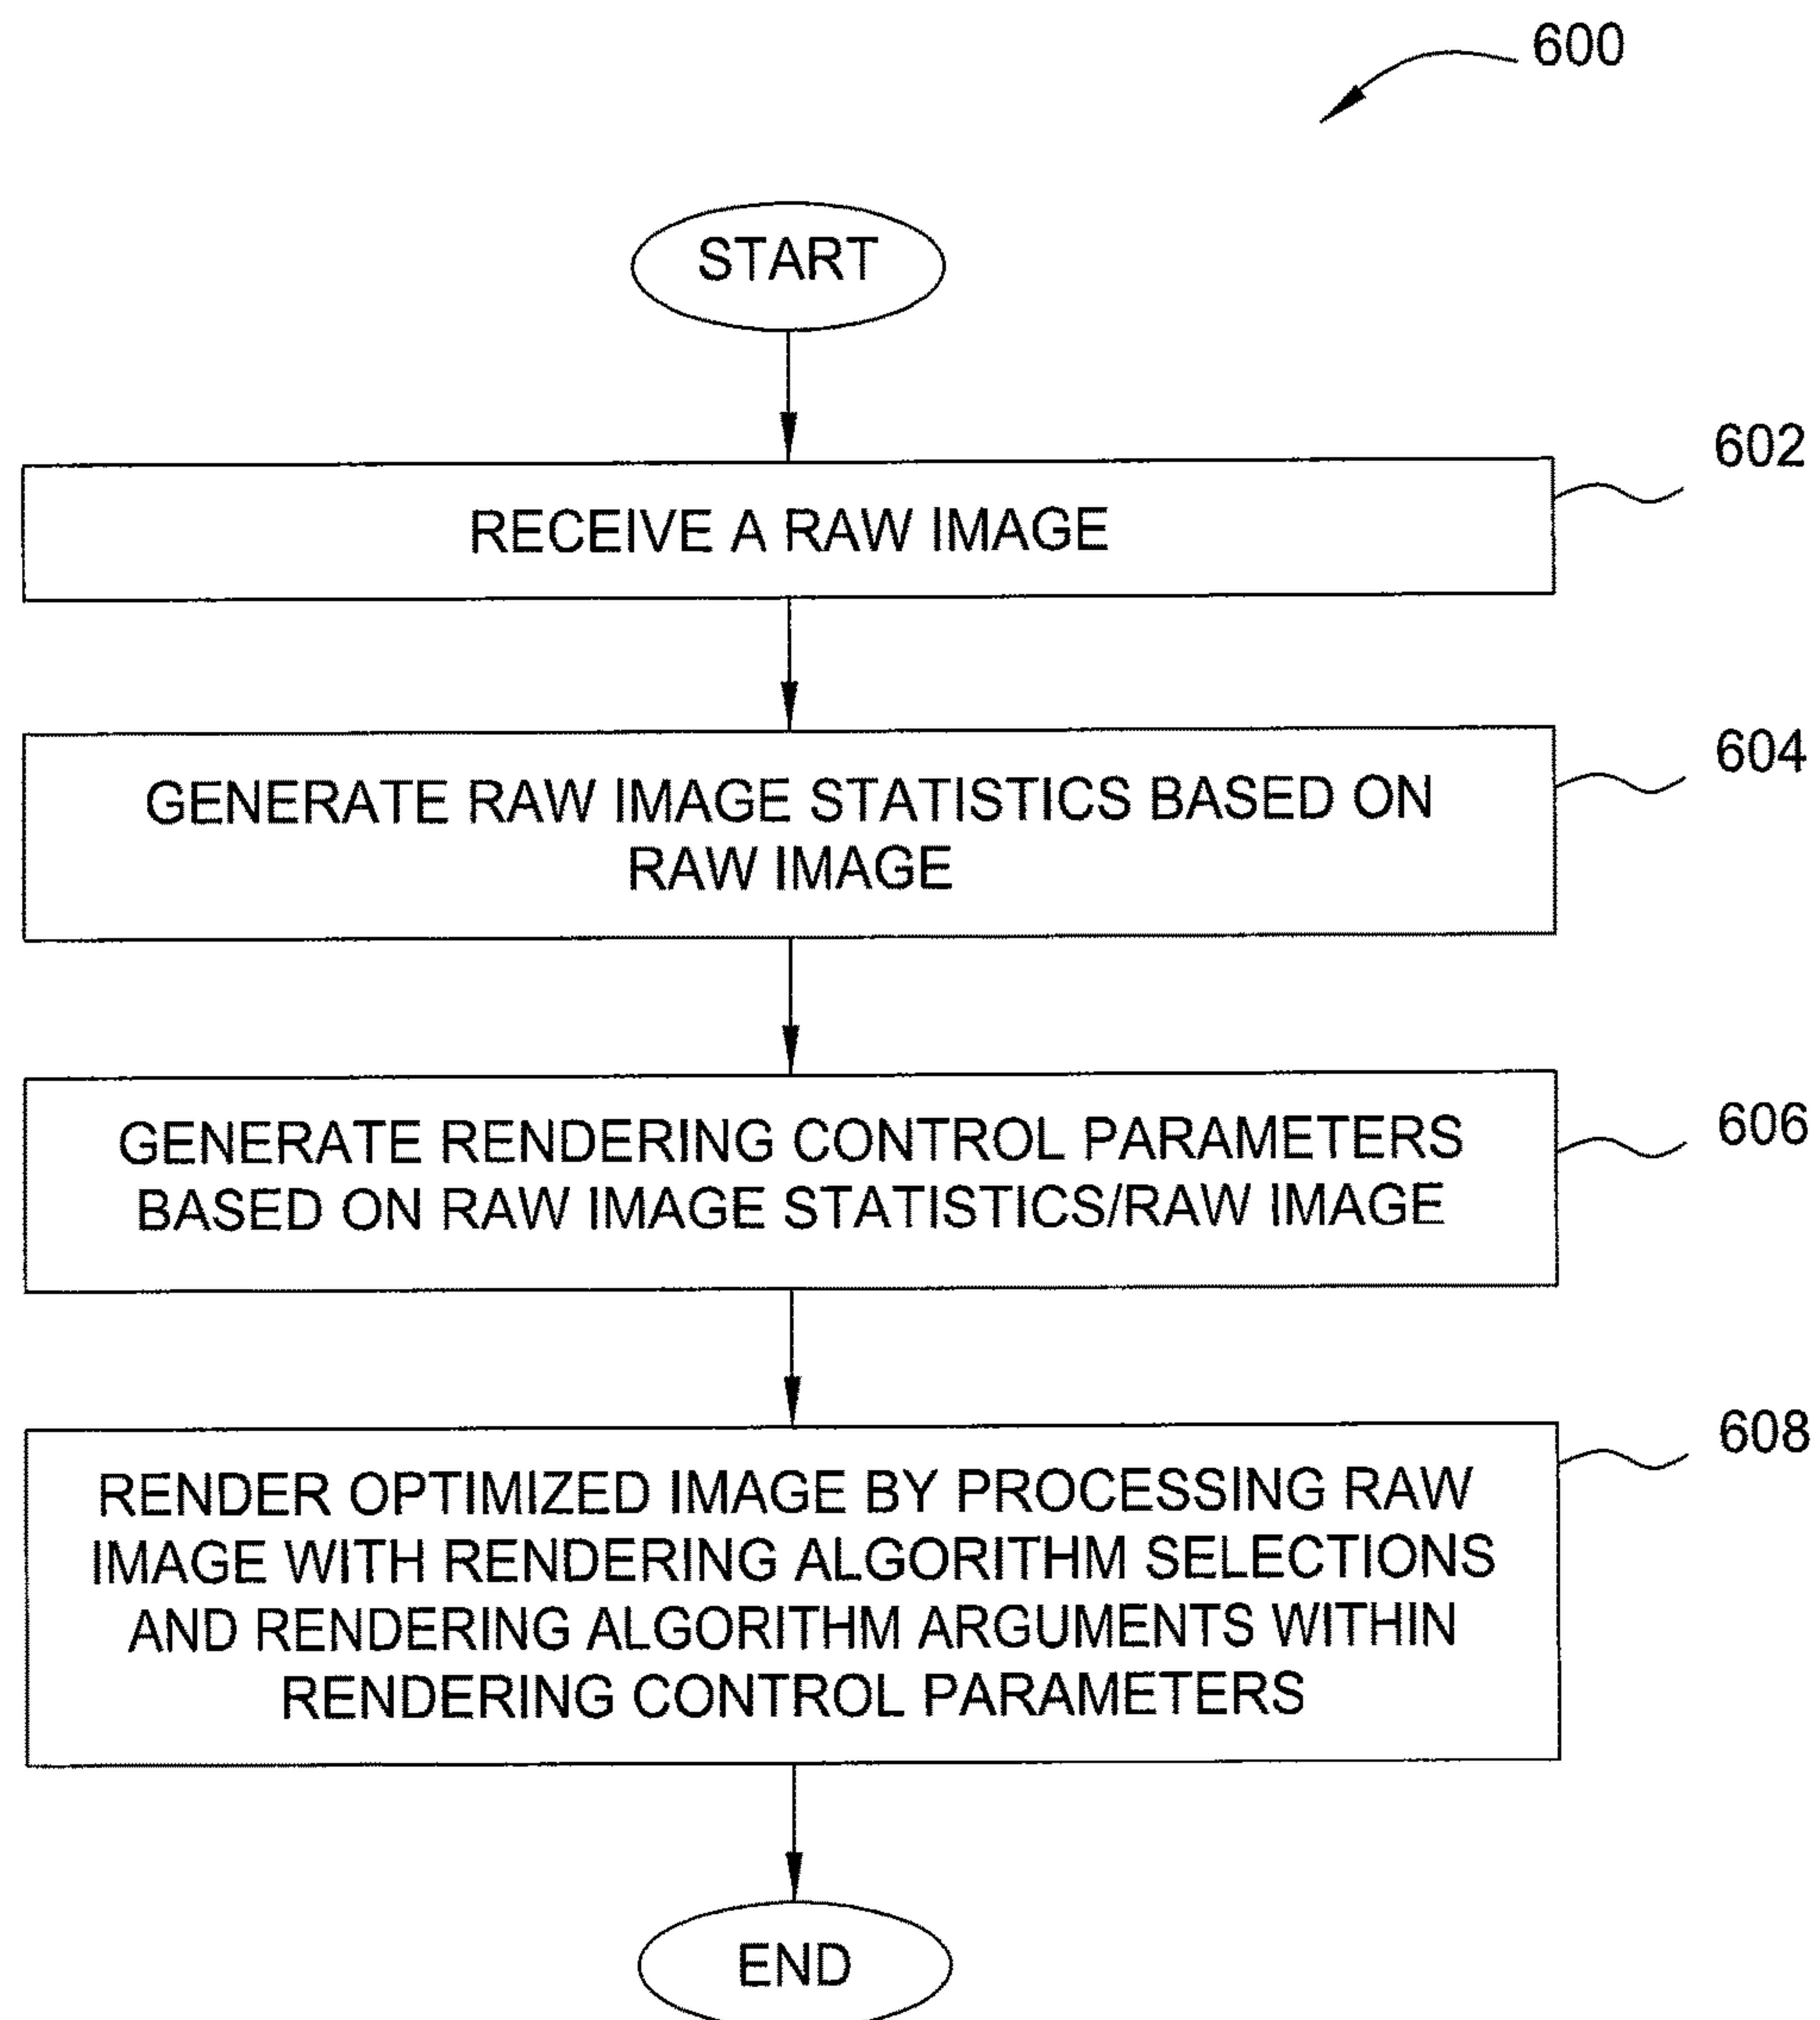 600
START
602
RECEIVE A RAW IMAGE
604
GENERATE RAW IMAGE STATISTICS BASED ON
RAW IMAGE
606
GENERATE RENDERING CONTROL PARAMETERS
BASED ON RAW IMAGE STATISTICS/RAW IMAGE
608
RENDER OPTIMIZED IMAGE BY PROCESSING RAW
IMAGE WITH RENDERING ALGORITHM SELECTIONS
AND RENDERING ALGORITHM ARGUMENTS WITHIN
RENDERING CONTROL PARAMETERS
END